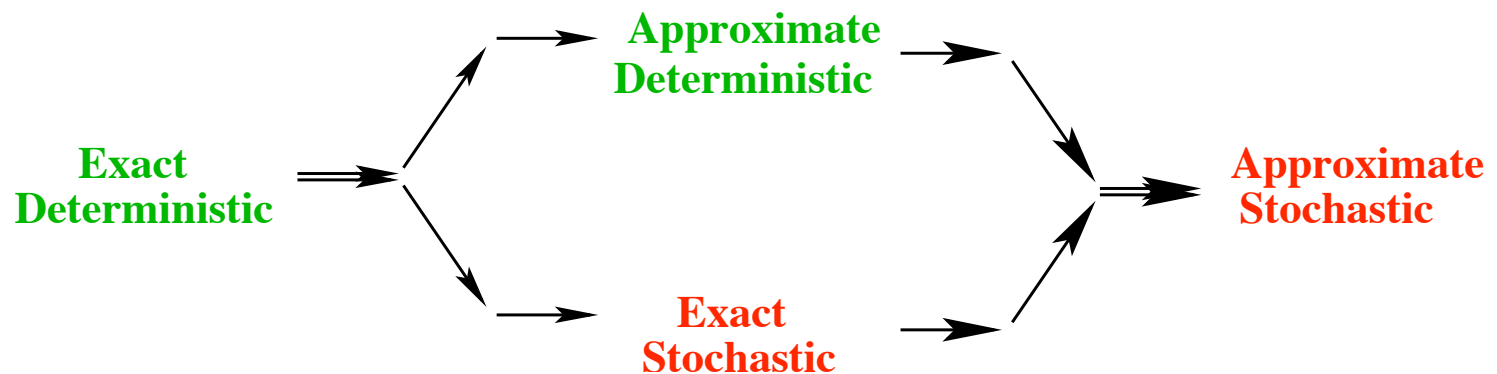 Approximate
Deterministic
Exact
Deterministic
Approximate
Stochastic
Exact
Stochastic